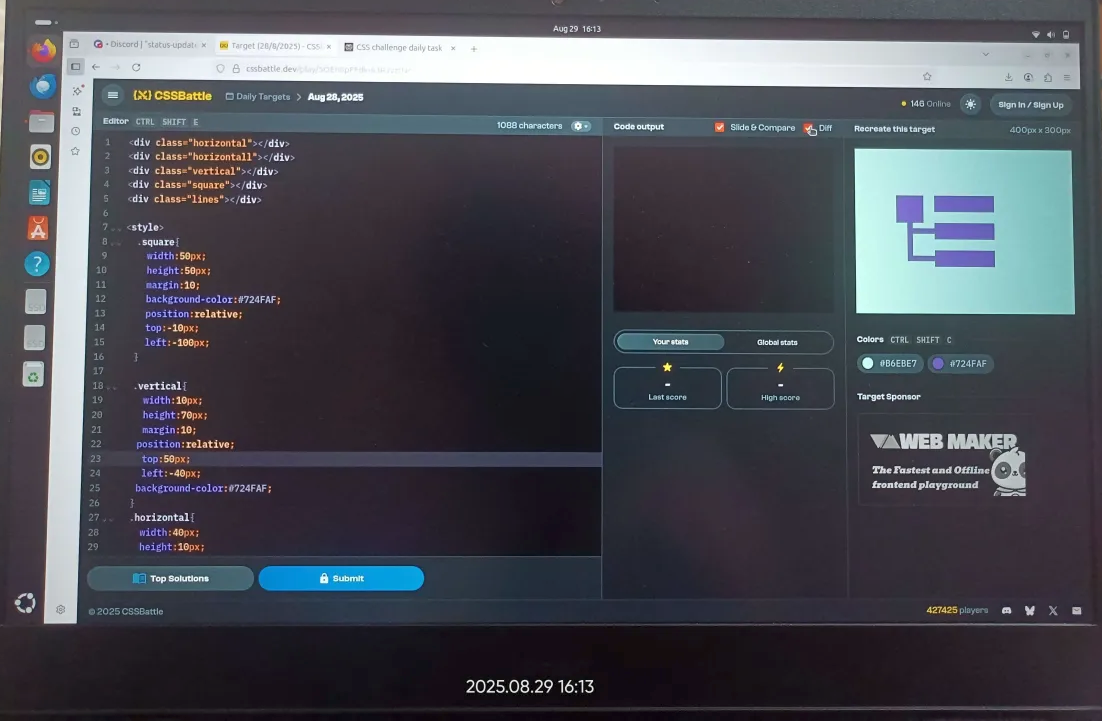 Aug 29 16:13
Discord | "status-updat
Target (28/8/2025) - CSS
CSS challenge daily task
cssbattle.dev
CSSBattle
Daily Targets > Aug 28, 2025
146 Online
Sign In / Sign Up
Editor CTRL SHIFT E
1088 characters
Code output
Slide & Compare
Diff
Recreate this target
400px x 300px
1 <div class="horizontal"></div>
2 <div class="horizontall"></div>
3 <div class="vertical"></div>
4 <div class="square"></div>
5 <div class="lines"></div>
6
7 <style>
8 .square{
9 width:50px;
10 height:50px;
11 margin:10;
12 background-color:#724FAF;
13 position:relative;
14 top:-10px;
15 left:-100px;
16 }
17
18 .vertical{
19 width:10px;
20 height:70px;
21 margin:10;
22 position:relative;
23 top:50px;
24 left:-40px;
25 background-color:#724FAF;
26 }
27 .horizontal{
28 width:40px;
29 height:10px;
Top Solutions
Submit
Your stats
Global stats
-
Last score
-
High score
Colors CTRL SHIFT C
#B6EBE7
#724FAF
Target Sponsor
WEB MAKER
The Fastest and Offline
frontend playground
© 2025 CSSBattle
427425 players
2025.08.29 16:13